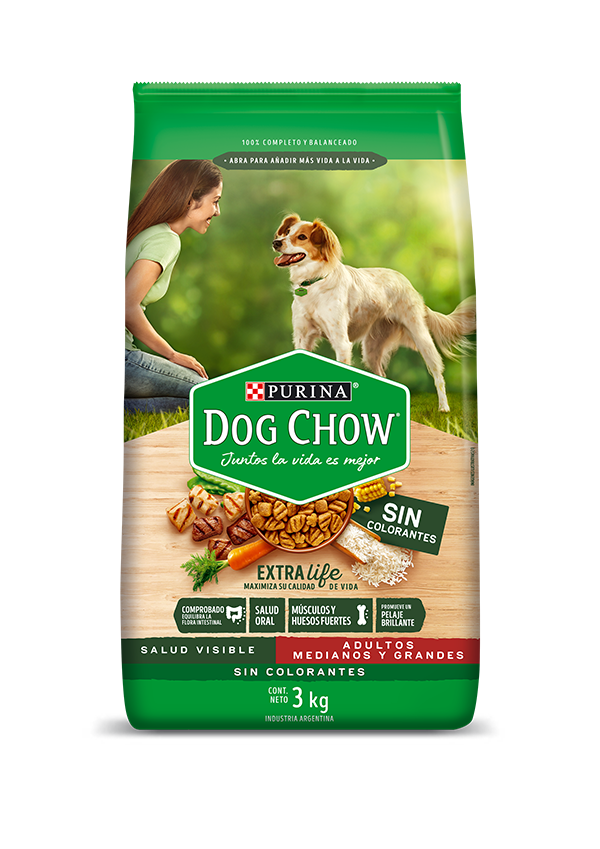 100% COMPLETO Y BALANCEADO
• ABRA PARA AÑADIR MÁS VIDA A LA VIDA •
PURINA®
DOG CHOW®
Juntos la vida es mejor
SIN
COLORANTES
EXTRA life
MAXIMIZA SU CALIDAD DE VIDA
COMPROBADO
EQUILIBRA LA
FLORA INTESTINAL
SALUD
ORAL
MÚSCULOS Y
HUESOS FUERTES
PROMUEVE UN
PELAJE
BRILLANTE
SALUD VISIBLE
ADULTOS
MEDIANOS Y GRANDES
SIN COLORANTES
CONT.
NETO 3 kg
INDUSTRIA ARGENTINA